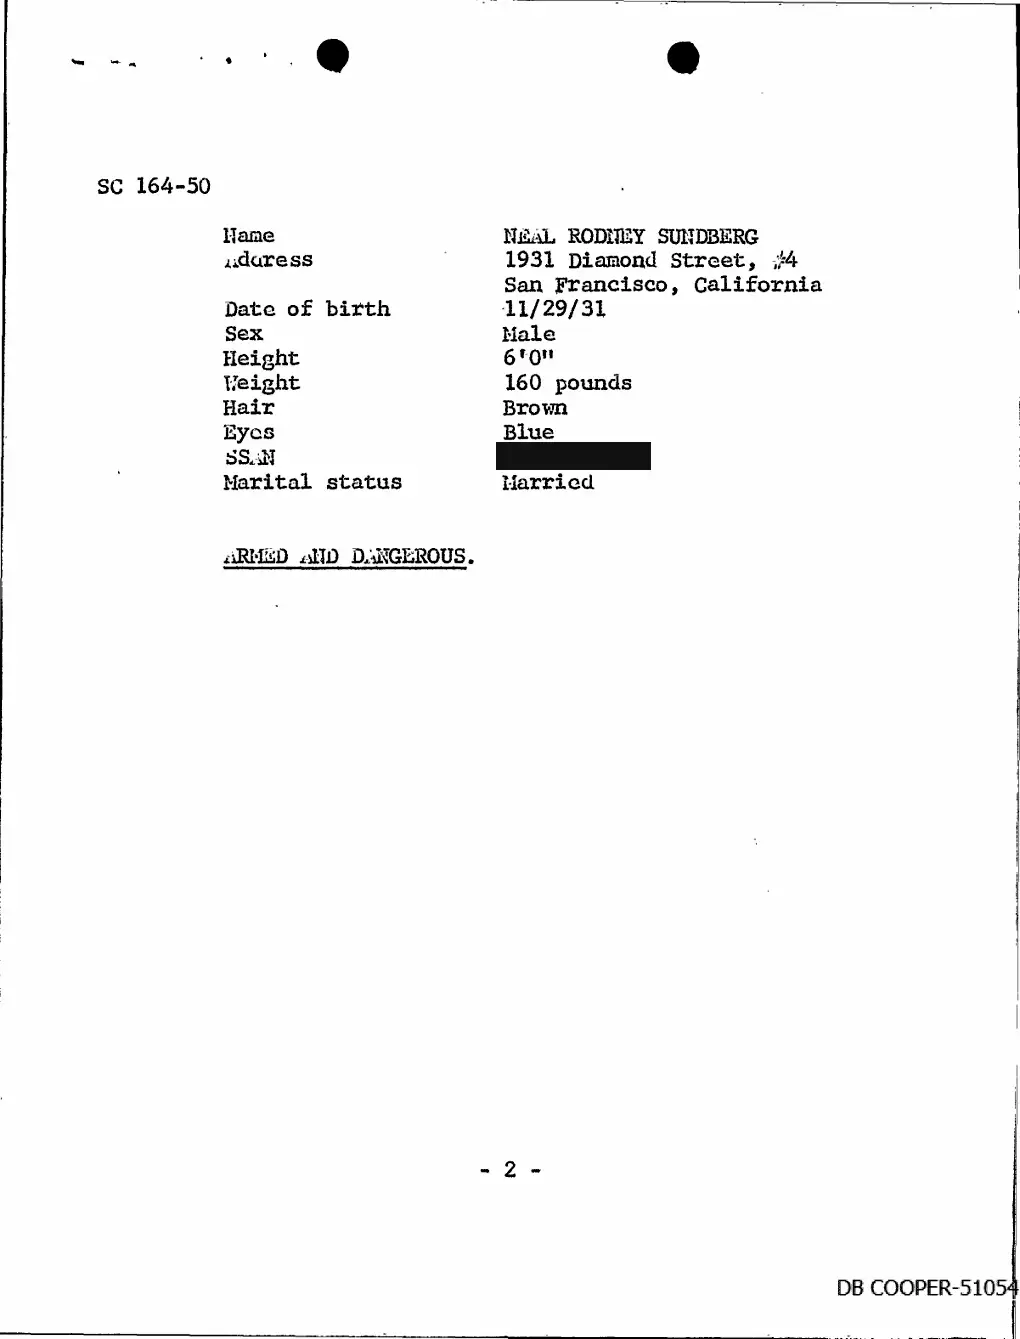 SC 164-50
Name NEAL RODNEY SUNDBERG
Address 1931 Diamond Street, #4
San Francisco, California
Date of birth 11/29/31
Sex Male
Height 6'0"
Weight 160 pounds
Hair Brown
Eyes Blue
SSAN
Marital status Married
ARMED AND DANGEROUS.
- 2 -
DB COOPER-51054